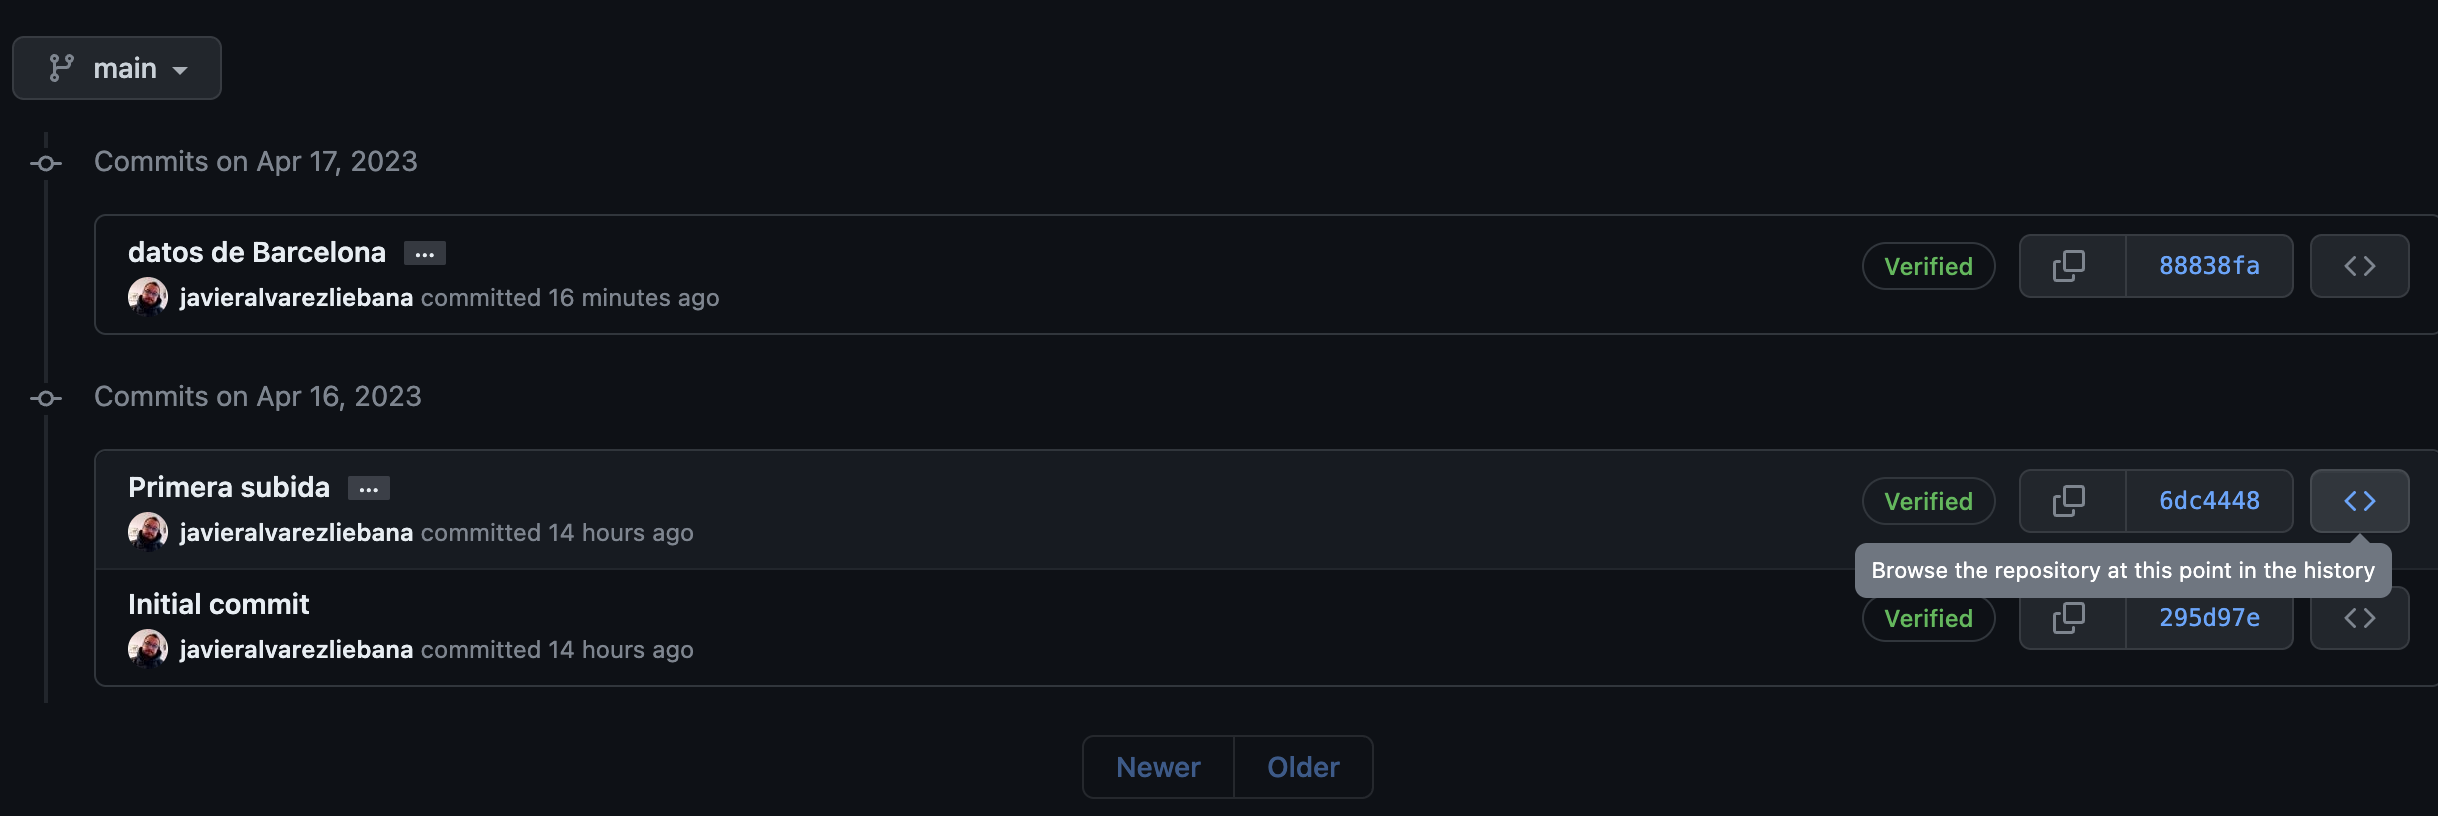 main
Commits on Apr 17, 2023
datos de Barcelona ...
javieralvarezliebana committed 16 minutes ago
Verified
88838fa
Commits on Apr 16, 2023
Primera subida ...
javieralvarezliebana committed 14 hours ago
Verified
6dc4448
Browse the repository at this point in the history
Initial commit
javieralvarezliebana committed 14 hours ago
Verified
295d97e
Newer
Older